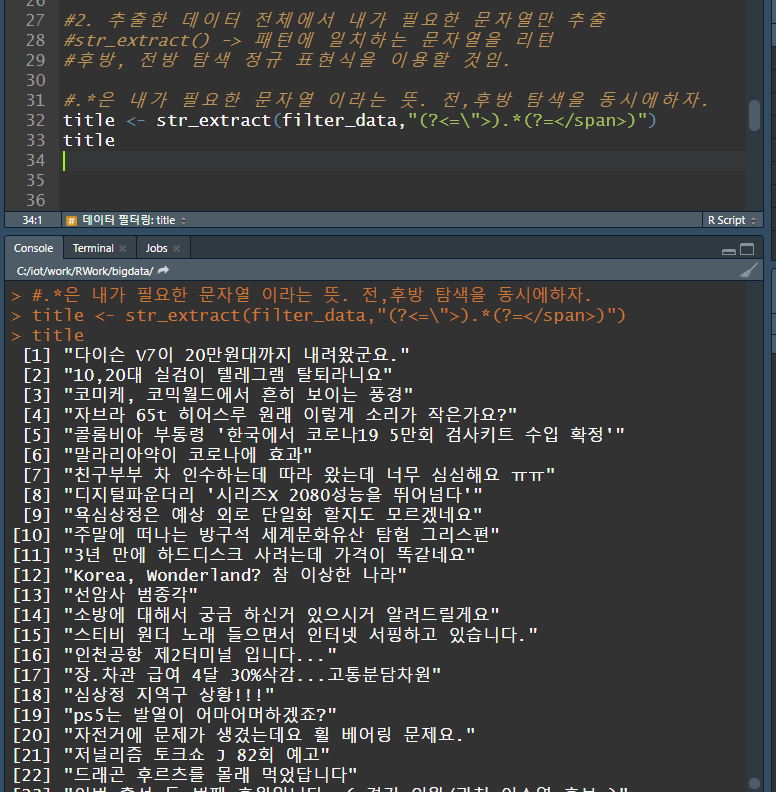 26
27 #2. 추출한 데이터 전체에서 내가 필요한 문자열만 추출
28 #str_extract() -> 패턴에 일치하는 문자열을 리턴
29 #후방, 전방 탐색 정규 표현식을 이용할 것임.
30
31 #.*은 내가 필요한 문자열 이라는 뜻. 전,후방 탐색을 동시에하자.
32 title <- str_extract(filter_data,"(?<=\">).*(?=</span>)")
33 title
34
35
36
34:1 # 데이터 필터링: title R Script
Console Terminal Jobs
C:/iot/work/RWork/bigdata/
> #.*은 내가 필요한 문자열 이라는 뜻. 전,후방 탐색을 동시에하자.
> title <- str_extract(filter_data,"(?<=\">).*(?=</span>)")
> title
[1] "다이슨 V7이 20만원대까지 내려왔군요."
[2] "10,20대 실검이 텔레그램 탈퇴라니요"
[3] "코미케, 코믹월드에서 흔히 보이는 풍경"
[4] "자브라 65t 히어스루 원래 이렇게 소리가 작은가요?"
[5] "콜롬비아 부통령 '한국에서 코로나19 5만회 검사키트 수입 확정'"
[6] "말라리아약이 코로나에 효과"
[7] "친구부부 차 인수하는데 따라 왔는데 너무 심심해요 ㅠㅠ"
[8] "디지털파운더리 '시리즈X 2080성능을 뛰어넘다'"
[9] "욕심상정은 예상 외로 단일화 할지도 모르겠네요"
[10] "주말에 떠나는 방구석 세계문화유산 탐험 그리스편"
[11] "3년 만에 하드디스크 사려는데 가격이 똑같네요"
[12] "Korea, Wonderland? 참 이상한 나라"
[13] "선암사 범종각"
[14] "소방에 대해서 궁금 하신거 있으시거 알려드릴게요"
[15] "스티비 원더 노래 들으면서 인터넷 서핑하고 있습니다."
[16] "인천공항 제2터미널 입니다..."
[17] "장.차관 급여 4달 30%삭감...고통분담차원"
[18] "심상정 지역구 상황!!!"
[19] "ps5는 발열이 어마어머하겠죠?"
[20] "자전거에 문제가 생겼는데요 휠 베어링 문제요."
[21] "저널리즘 토크쇼 J 82회 예고"
[22] "드래곤 후르츠를 몰래 먹었답니다"